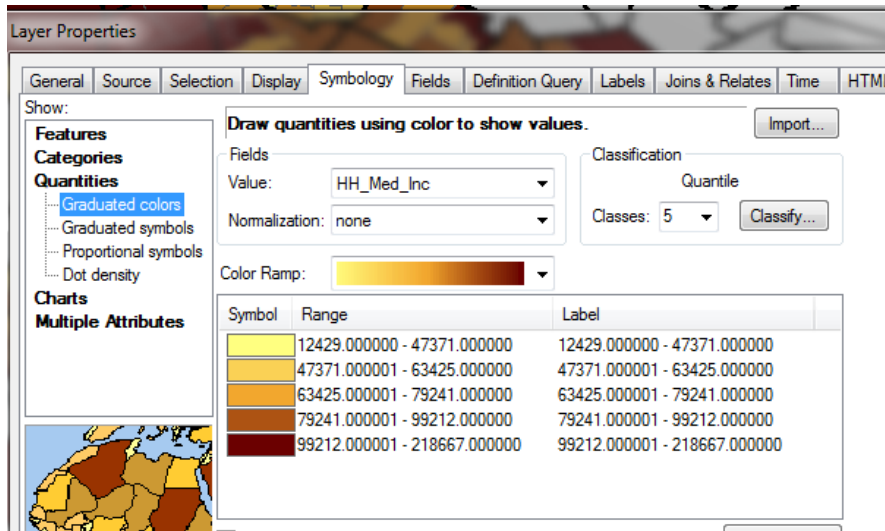 Layer Properties
General Source Selection Display Symbology Fields Definition Query Labels Joins & Relates Time HTM
Show:
Features
Categories
Quantities
Graduated colors
Graduated symbols
Proportional symbols
Dot density
Charts
Multiple Attributes
Draw quantities using color to show values.
Import...
Fields
Value: HH_Med_Inc
Normalization: none
Classification
Quantile
Classes: 5 Classify...
Color Ramp:
Symbol Range Label
12429.000000 - 47371.000000 12429.000000 - 47371.000000
47371.000001 - 63425.000000 47371.000001 - 63425.000000
63425.000001 - 79241.000000 63425.000001 - 79241.000000
79241.000001 - 99212.000000 79241.000001 - 99212.000000
99212.000001 - 218667.000000 99212.000001 - 218667.000000